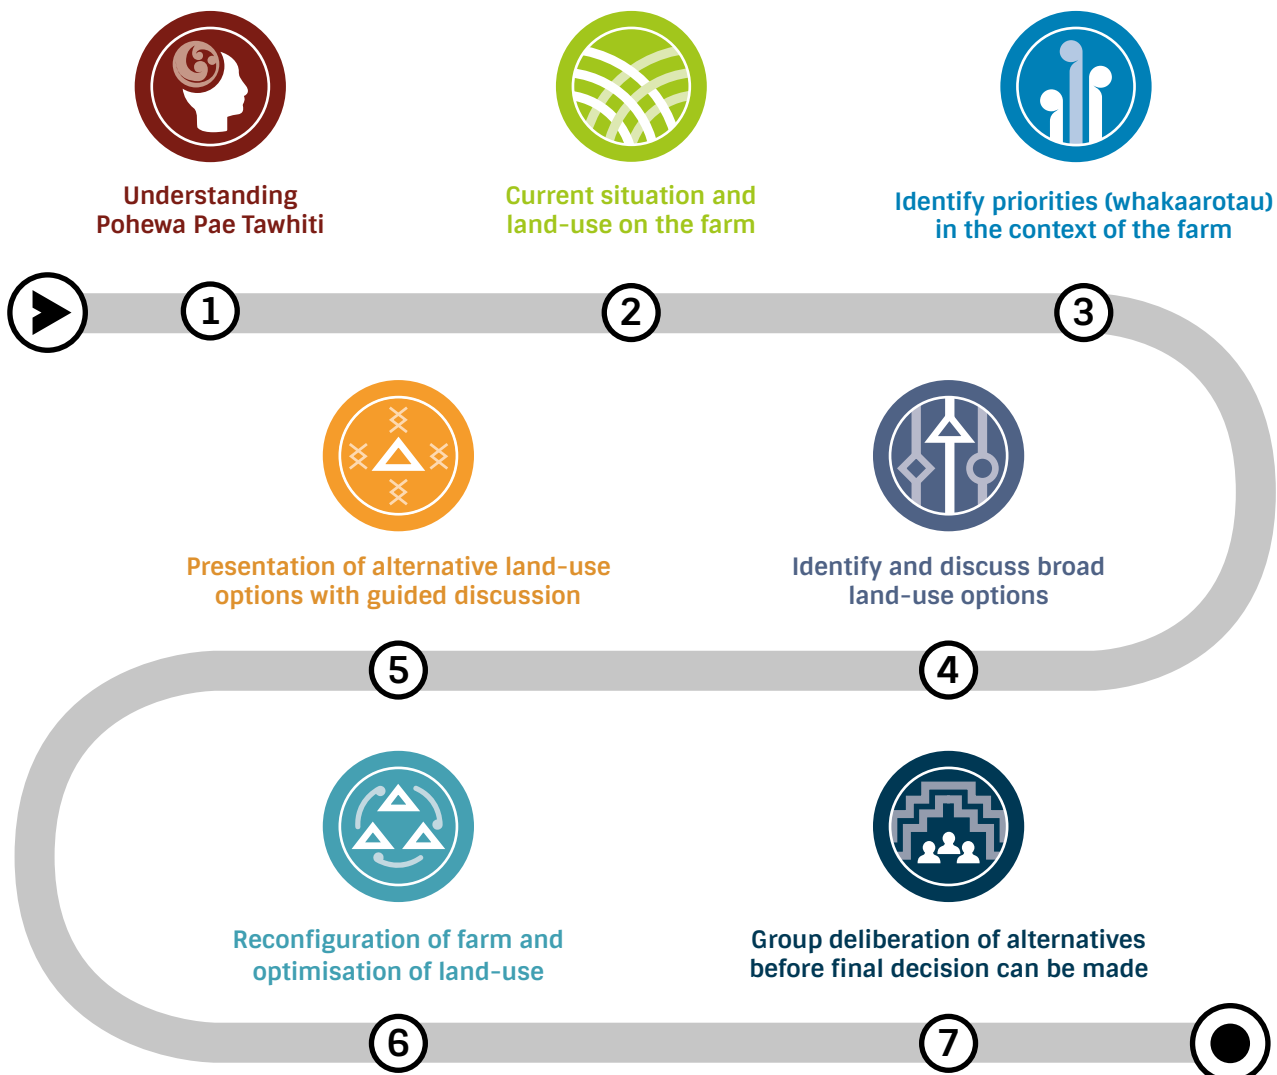 Understanding
Pohewa Pae Tawhiti
Current situation and
land-use on the farm
Identify priorities (whakaarotau)
in the context of the farm
1
2
3
Identify and discuss broad
land-use options
4
Presentation of alternative land-use
options with guided discussion
5
Reconfiguration of farm and
optimisation of land-use
6
Group deliberation of alternatives
before final decision can be made
7